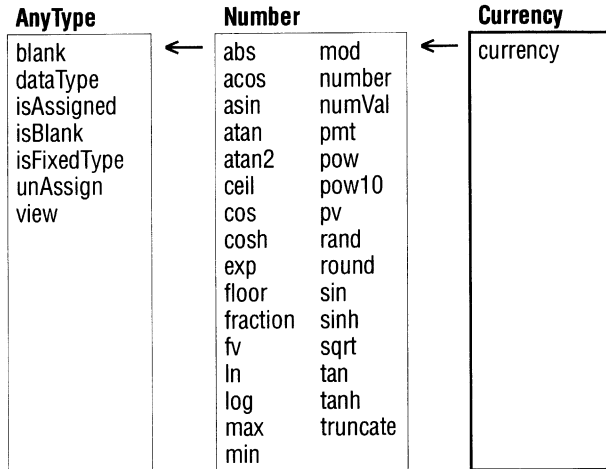 AnyType
blank
dataType
isAssigned
isBlank
isFixedType
unAssign
view
Number
abs
acos
asin
atan
atan2
ceil
cos
cosh
exp
floor
fraction
fv
ln
log
max
min
mod
number
numVal
pmt
pow
pow10
pv
rand
round
sin
sinh
sqrt
tan
tanh
truncate
Currency
currency